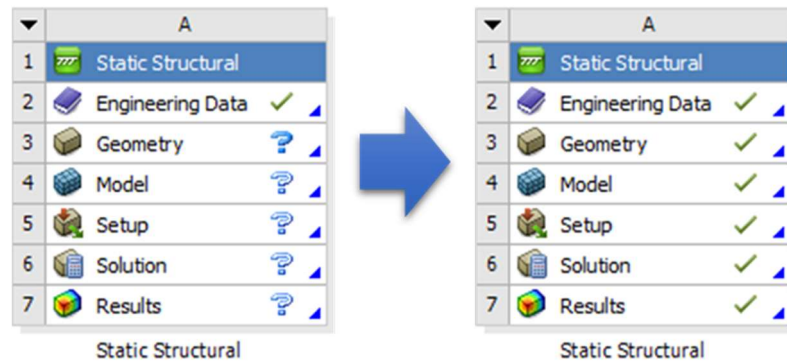 A
1 Static Structural
2 Engineering Data
3 Geometry ?
4 Model ?
5 Setup ?
6 Solution ?
7 Results ?
Static Structural
A
1 Static Structural
2 Engineering Data
3 Geometry
4 Model
5 Setup
6 Solution
7 Results
Static Structural